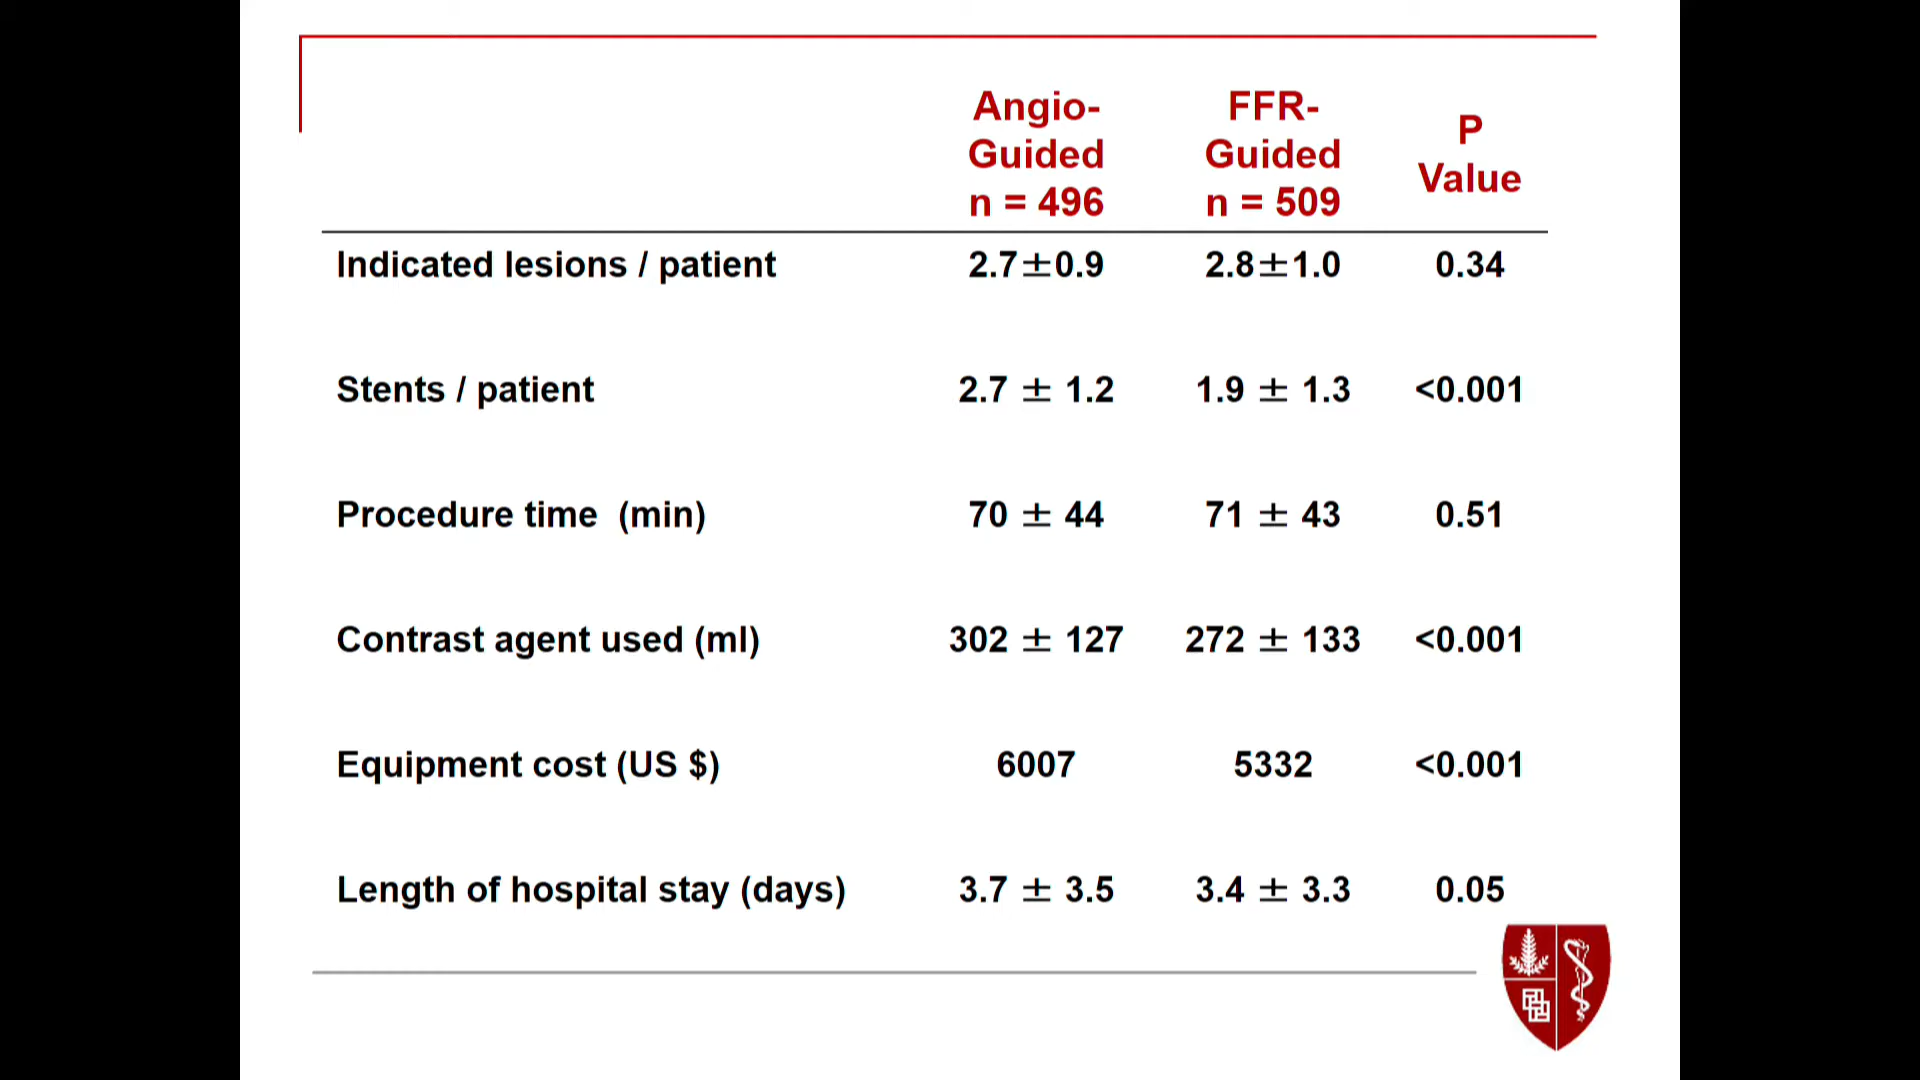 Angio-
Guided
n = 496
FFR-
Guided
n = 509
P
Value
Indicated lesions / patient 2.7±0.9 2.8±1.0 0.34
Stents / patient 2.7 ± 1.2 1.9 ± 1.3 <0.001
Procedure time  (min) 70 ± 44 71 ± 43 0.51
Contrast agent used (ml) 302 ± 127 272 ± 133 <0.001
Equipment cost (US $) 6007 5332 <0.001
Length of hospital stay (days) 3.7 ± 3.5 3.4 ± 3.3 0.05